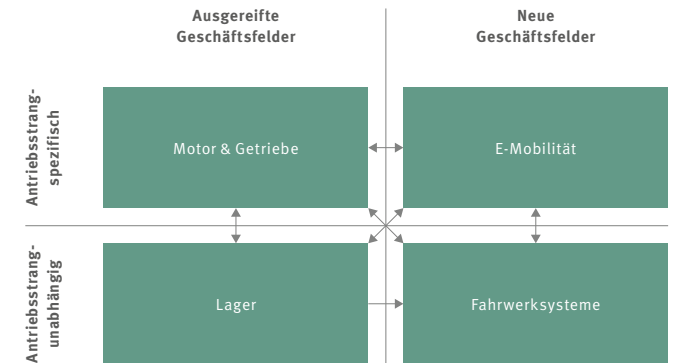 Ausgereifte
Geschäftsfelder
Neue
Geschäftsfelder
Antriebsstrang-
spezifisch
Motor & Getriebe
E-Mobilität
Antriebsstrang-
unabhängig
Lager
Fahrwerksysteme